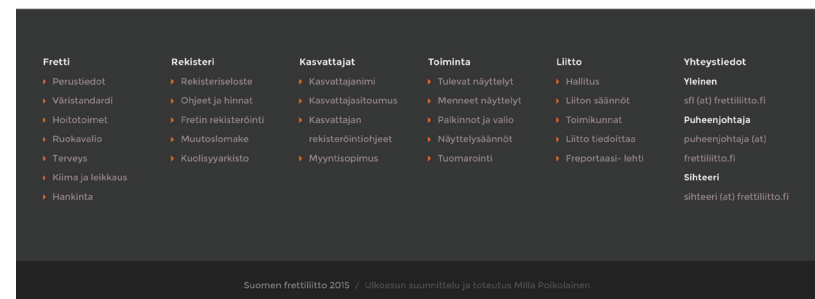 Fretti
Perustiedot
Väristandardi
Hoitotoimet
Ruokavalio
Terveys
Kiima ja leikkaus
Hankinta
Rekisteri
Rekisteriseloste
Ohjeet ja hinnat
Fretin rekisteröinti
Muutoslomake
Kuolisyyarkisto
Kasvattajat
Kasvattajanimi
Kasvattajasitoumus
Kasvattajan
rekisteröintiohjeet
Myyntisopimus
Toiminta
Tulevat näyttelyt
Menneet näyttelyt
Palkinnot ja valio
Näyttelysäännöt
Tuomarointi
Liitto
Hallitus
Liiton säännöt
Toimikunnat
Liitto tiedoittaa
Freportaasi- lehti
Yhteystiedot
Yleinen
sfl (at) frettiliitto.fi
Puheenjohtaja
puheenjohtaja (at)
frettiliitto.fi
Sihteeri
sihteeri (at) frettiliitto.fi
Suomen frettiliitto 2015 / Ulkoasun suunnittelu ja toteutus Milla Poikolainen